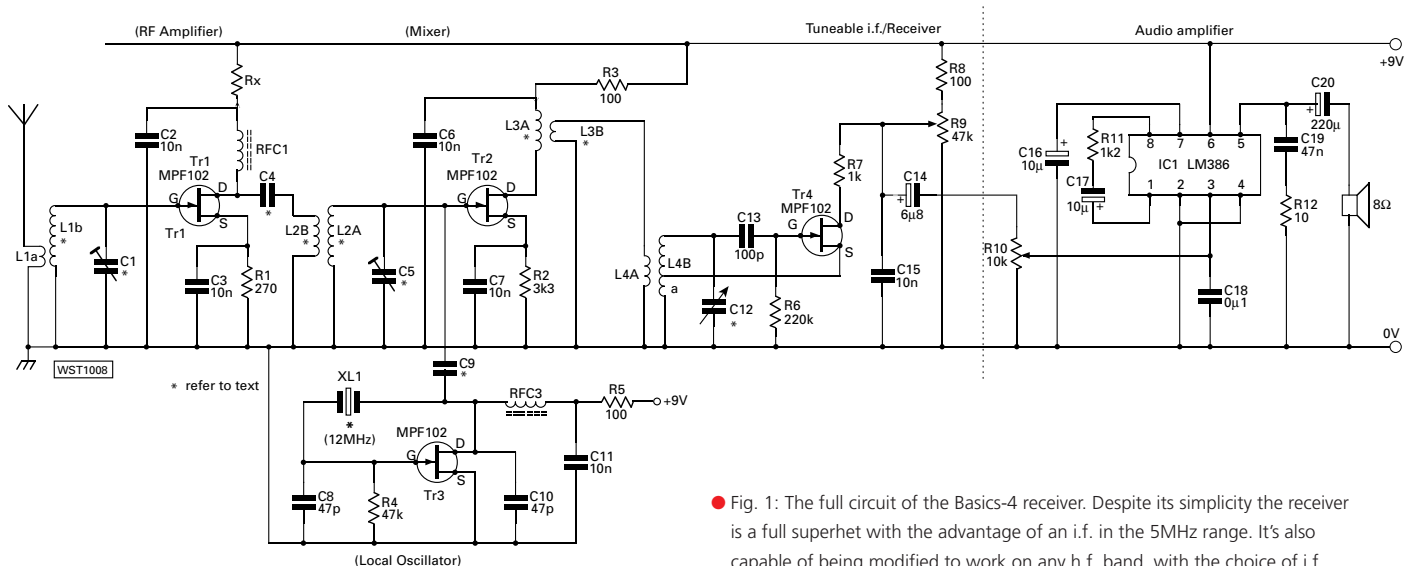 (RF Amplifier)
(Mixer)
Tuneable i.f./Receiver
Audio amplifier
+9V
Rx
R3
100
R8
100
C20
+
220µ
C2
10n
RFC1
C6
10n
L3A
*
L3B
*
R9
47k
C16
10µ
+
R11
1k2
8 7 6 5
IC1 LM386
C17
10µ
+
1 2 3 4
C19
47n
Tr1
MPF102
G
D
S
Tr1
C4
*
Tr2
MPF102
G
D
S
R7
1k
C14
+
6µ8
R12
10
8Ω
L1a
L1b
*
C1
*
L2B
*
L2A
*
C5
*
C13
100p
Tr4
MPF102
G
D
S
R10
10k
C3
10n
R1
270
C7
10n
R2
3k3
L4A
L4B
a
C12
*
R6
220k
C15
10n
C18
0µ1
0V
WST1008
* refer to text
C9
*
XL1
*
(12MHz)
RFC3
R5
100
+9V
MPF102
G
D
S
Tr3
C11
10n
C8
47p
R4
47k
C10
47p
(Local Oscillator)
● Fig. 1: The full circuit of the Basics-4 receiver. Despite its simplicity the receiver
is a full superhet with the advantage of an i.f. in the 5MHz range. It's also
capable of being modified to work on any h.f. band, with the choice of i.f.